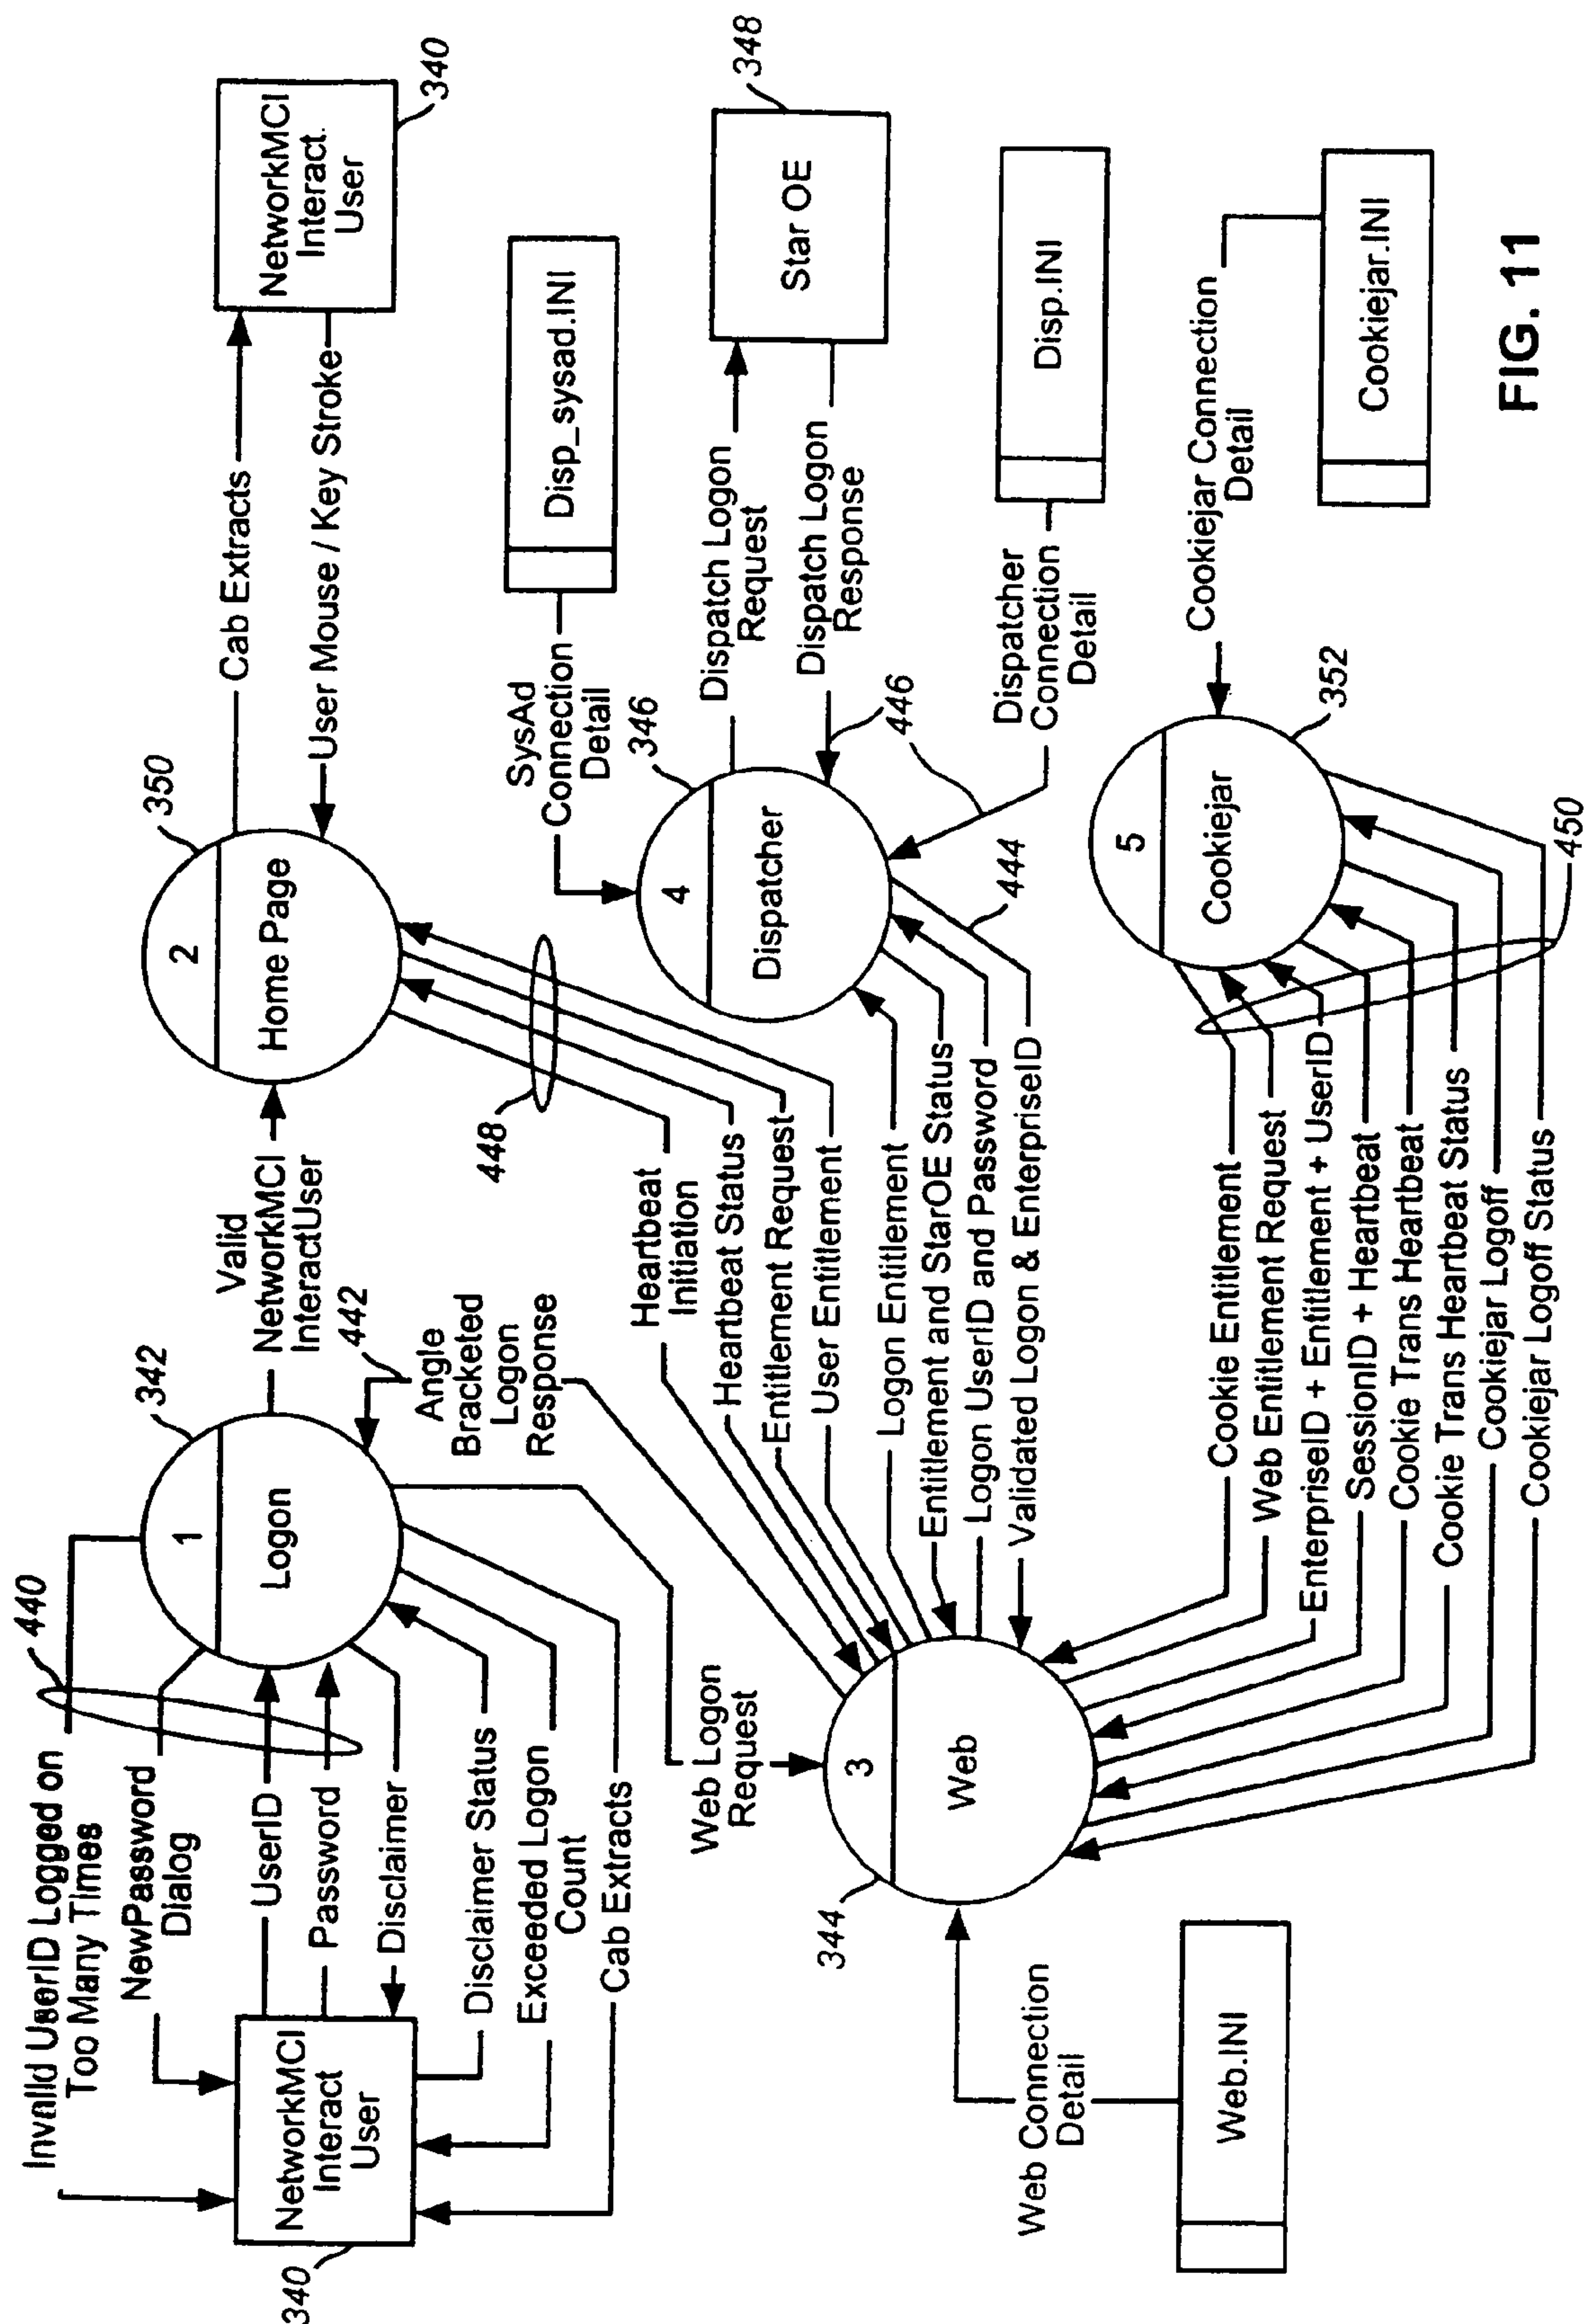 Invalid UserID Logged on
Too Many Times
440
NewPassword
Dialog
UserID
Password
Disclaimer
Disclaimer Status
Exceeded Logon
Count
Cab Extracts
NetworkMCI
Interact
User
340
1
Logon
342
Valid
NetworkMCI
InteractUser
442
Angle
Bracketed
Logon
Response
Web Logon
Request
2
Home Page
350
Cab Extracts
User Mouse / Key Stroke
NetworkMCI
Interact.
User
340
448
Heartbeat
Initiation
Heartbeat Status
Entitlement Request
User Entitlement
SysAd
Connection
Detail
Disp_sysad.INI
346
4
Dispatcher
Dispatch Logon
Request
Dispatch Logon
Response
Star OE
348
446
Dispatcher
Connection
Detail
Disp.INI
444
Logon Entitlement
Entitlement and StarOE Status
Logon UserID and Password
Validated Logon & EnterpriseID
344
3
Web
Web Connection
Detail
Web.INI
Cookie Entitlement
Web Entitlement Request
EnterpriseID + Entitlement + UserID
SessionID + Heartbeat
Cookie Trans Heartbeat
Cookie Trans Heartbeat Status
Cookiejar Logoff
Cookiejar Logoff Status
5
Cookiejar
352
450
Cookiejar Connection
Detail
Cookiejar.INI
FIG. 11